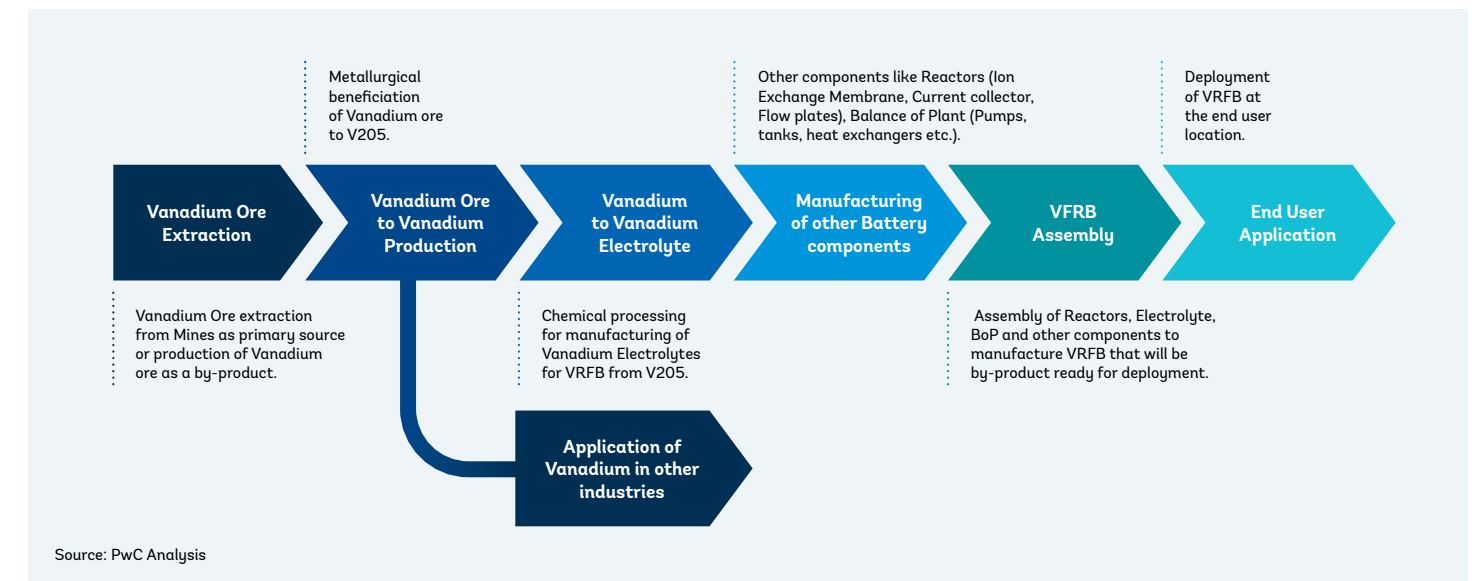 Metallurgical
beneficiation
of Vanadium ore
to V205.
Other components like Reactors (Ion
Exchange Membrane, Current collector,
Flow plates), Balance of Plant (Pumps,
tanks, heat exchangers etc.).
Deployment
of VRFB at
the end user
location.
Vanadium Ore
Extraction
Vanadium Ore
to Vanadium
Production
Vanadium
to Vanadium
Electrolyte
Manufacturing
of other Battery
components
VFRB
Assembly
End User
Application
Vanadium Ore extraction
from Mines as primary source
or production of Vanadium
ore as a by-product.
Chemical processing
for manufacturing of
Vanadium Electrolytes
for VRFB from V205.
Assembly of Reactors, Electrolyte,
BoP and other components to
manufacture VRFB that will be
by-product ready for deployment.
Application of
Vanadium in other
industries
Source: PwC Analysis